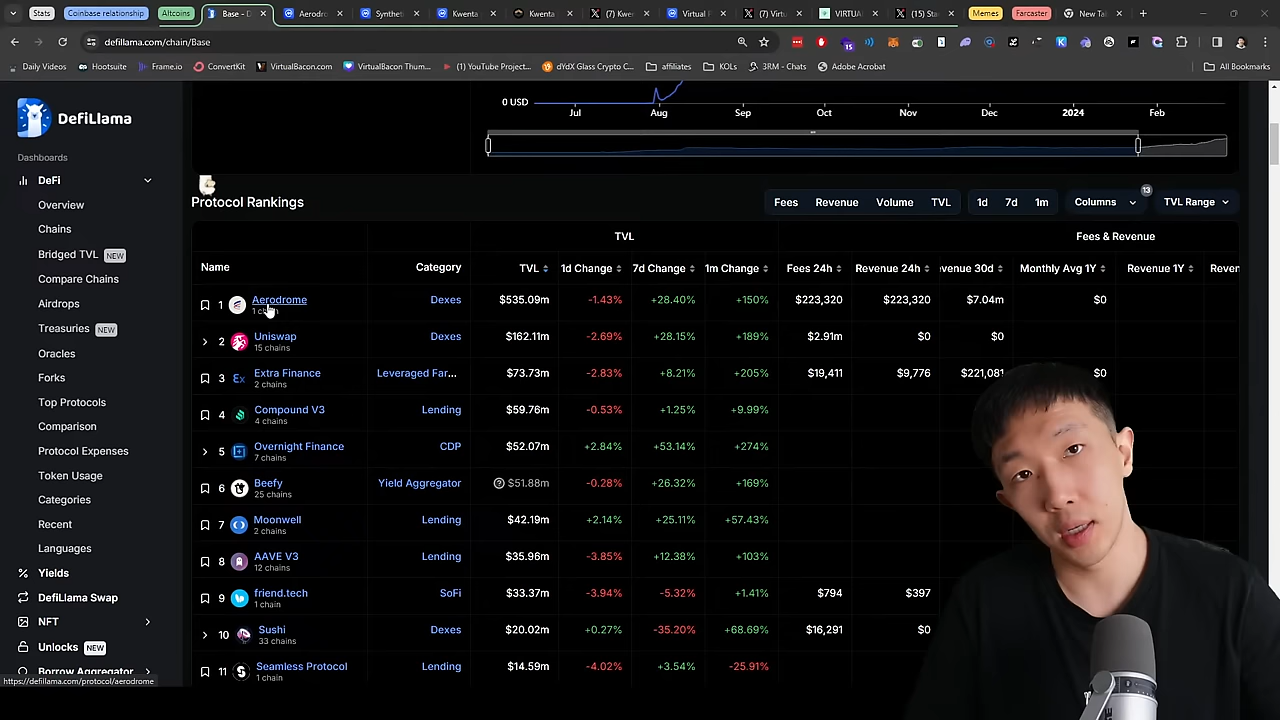 Stats
Coinbase relationship
Altcoins
Base - D
Aerodro
Synthet
Kwenta
Kwenta
(7) Kwe
Virtual P
(7) Virtu
VIRTUAL
(15) Sta
Memes
Farcaster
New Ta
defillama.com/chain/Base
Daily Videos
Hootsuite
Frame.io
ConvertKit
VirtualBacon.com
VirtualBacon Thum...
(1) YouTube Project...
dYdX Glass Crypto C...
affiliates
KOLs
3RM - Chats
Adobe Acrobat
All Bookmarks
DefiLlama
Dashboards
DeFi
Overview
Chains
Bridged TVL NEW
Compare Chains
Airdrops
Treasuries NEW
Oracles
Forks
Top Protocols
Comparison
Protocol Expenses
Token Usage
Categories
Recent
Languages
Yields
DefiLlama Swap
NFT
Unlocks NEW
Borrow Aggregator
https://defillama.com/protocol/aerodrome
0 USD
Jul Aug Sep Oct Nov Dec 2024 Feb
Protocol Rankings
Fees Revenue Volume TVL
1d 7d 1m
Columns 13
TVL Range
TVL Fees & Revenue
Name Category TVL 1d Change 7d Change 1m Change Fees 24h Revenue 24h venue 30d Monthly Avg 1Y Revenue 1Y Reven
1 Aerodrome Dexes $535.09m -1.43% +28.40% +150% $223,320 $223,320 $7.04m $0
2 Uniswap Dexes $162.11m -2.69% +28.15% +189% $2.91m $0 $0
15 chains
3 Extra Finance Leveraged Far... $73.73m -2.83% +8.21% +205% $19,411 $9,776 $221,081 $0
2 chains
4 Compound V3 Lending $59.76m -0.53% +1.25% +9.99%
4 chains
5 Overnight Finance CDP $52.07m +2.84% +53.14% +274%
7 chains
6 Beefy Yield Aggregator $51.88m -0.28% +26.32% +169%
25 chains
7 Moonwell Lending $42.19m +2.14% +25.11% +57.43%
2 chains
8 AAVE V3 Lending $35.96m -3.85% +12.38% +103%
12 chains
9 friend.tech SoFi $33.37m -3.94% -5.32% +1.41% $794 $397
1 chain
10 Sushi Dexes $20.02m +0.27% -35.20% +68.69% $16,291 $0
33 chains
11 Seamless Protocol Lending $14.59m -4.02% +3.54% -25.91%
1 chain